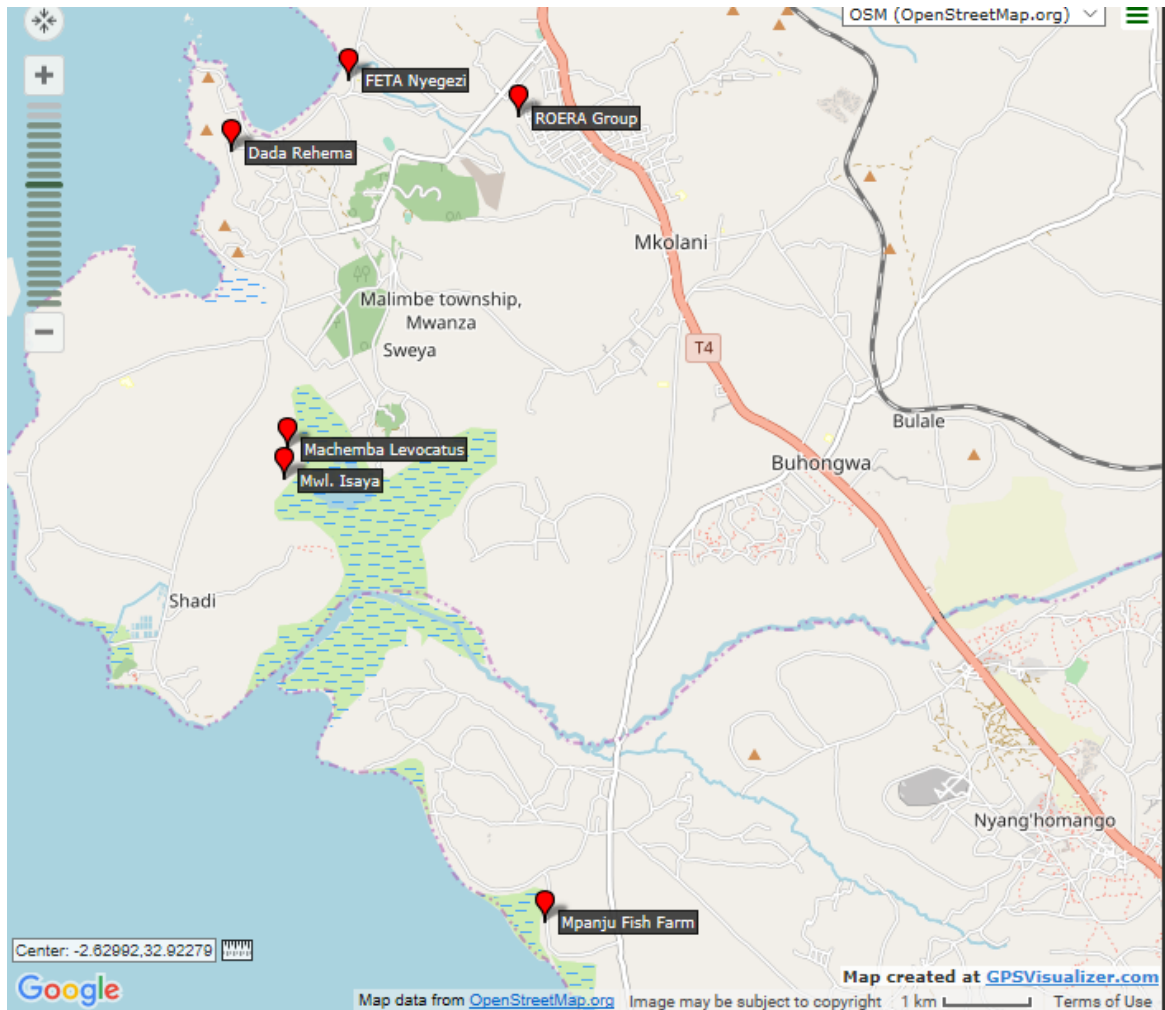 OSM (OpenStreetMap.org)
FETA Nyegezi
ROERA Group
Dada Rehema
Mkolani
Malimbe township,
Mwanza
Sweya
T4
Bulale
Machemba Levocatus
Buhongwa
Mwl. Isaya
Shadi
Nyang'homango
Mpanju Fish Farm
Center: -2.62992,32.92279
Map created at GPSVisualizer.com
Google
Map data from OpenStreetMap.org Image may be subject to copyright 1 km Terms of Use